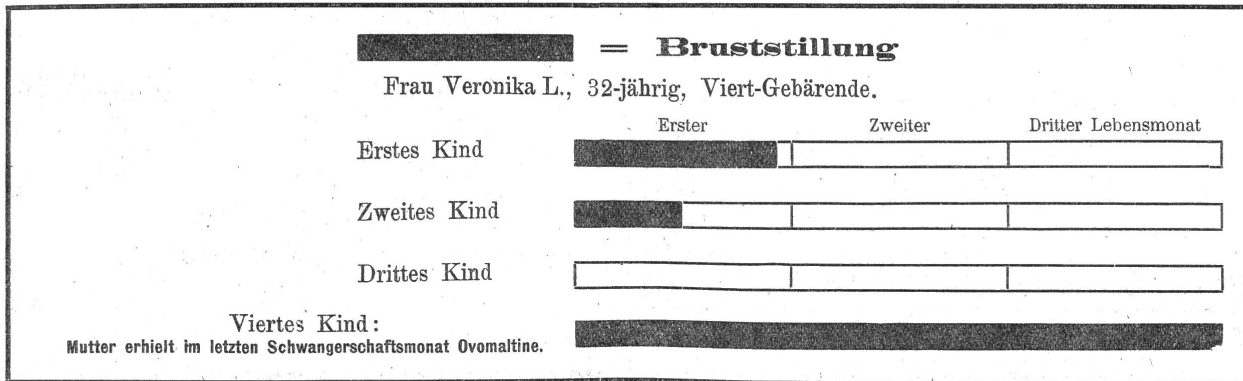 = Bruststillung
Frau Veronika L., 32-jährig, Viert-Gebärende.
Erster Zweiter Dritter Lebensmonat
Erstes Kind
Zweites Kind
Drittes Kind
Viertes Kind:
Mutter erhielt im letzten Schwangerschaftsmonat Ovomaltine.